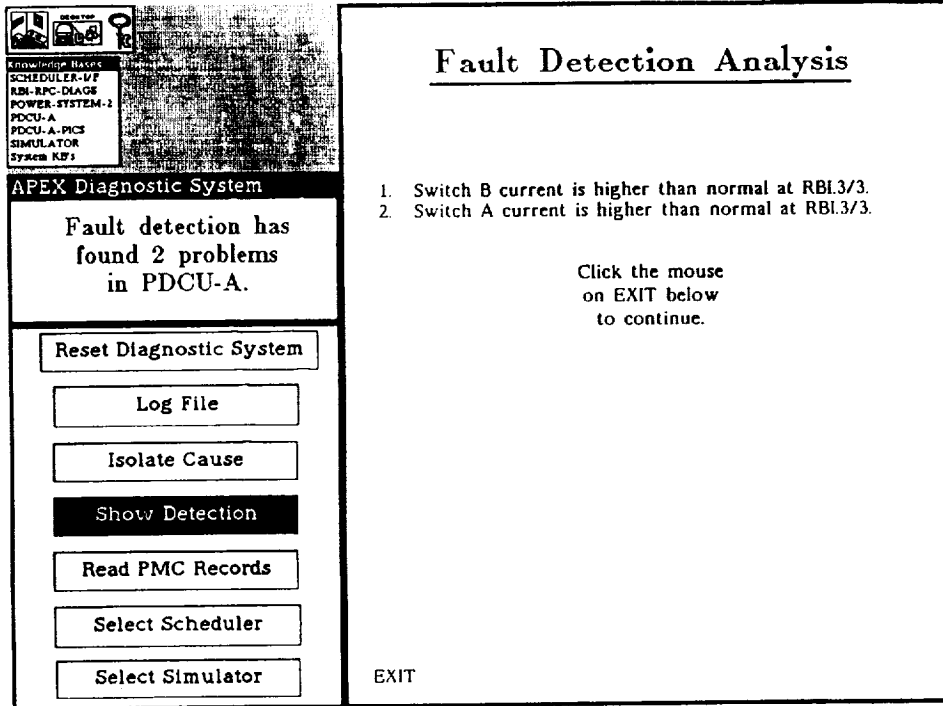 DESKTOP
Knowledge Bases
SCHEDULER-VF
RBI-RPC-DIAGS
POWER-SYSTEM-2
PDCU-A
PDCU-A-PICS
SIMULATOR
System KB's
APEX Diagnostic System
Fault detection has
found 2 problems
in PDCU-A.
Reset Diagnostic System
Log File
Isolate Cause
Show Detection
Read PMC Records
Select Scheduler
Select Simulator
Fault Detection Analysis
1. Switch B current is higher than normal at RBI.3/3.
2. Switch A current is higher than normal at RBI.3/3.
Click the mouse
on EXIT below
to continue.
EXIT